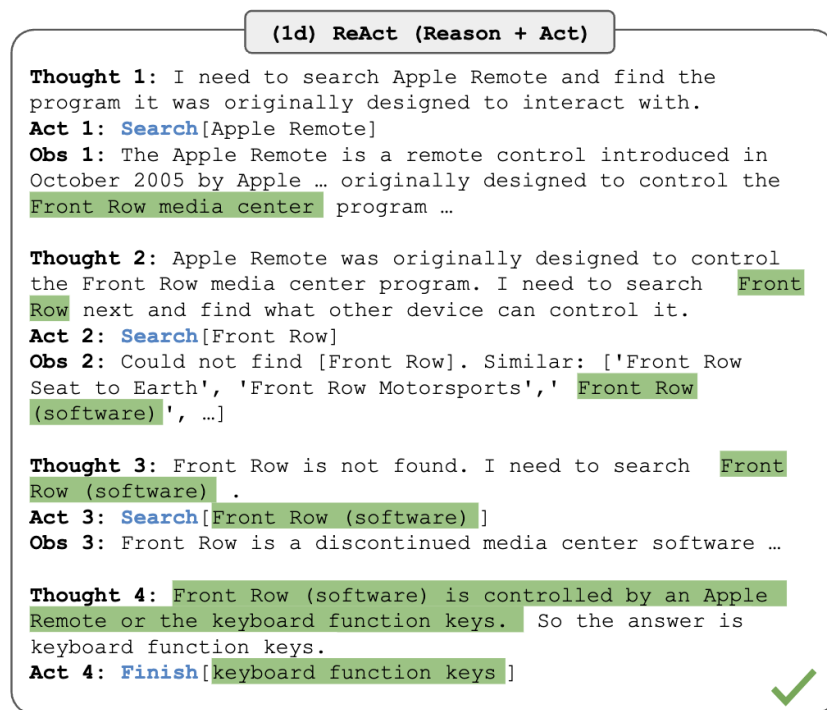 (1d) ReAct (Reason + Act)
Thought 1: I need to search Apple Remote and find the
program it was originally designed to interact with.
Act 1: Search[Apple Remote]
Obs 1: The Apple Remote is a remote control introduced in
October 2005 by Apple … originally designed to control the
Front Row media center program …
Thought 2: Apple Remote was originally designed to control
the Front Row media center program. I need to search Front
Row next and find what other device can control it.
Act 2: Search[Front Row]
Obs 2: Could not find [Front Row]. Similar: ['Front Row
Seat to Earth', 'Front Row Motorsports',' Front Row
(software)', …]
Thought 3: Front Row is not found. I need to search Front
Row (software) .
Act 3: Search[Front Row (software) ]
Obs 3: Front Row is a discontinued media center software …
Thought 4: Front Row (software) is controlled by an Apple
Remote or the keyboard function keys. So the answer is
keyboard function keys.
Act 4: Finish[keyboard function keys ]